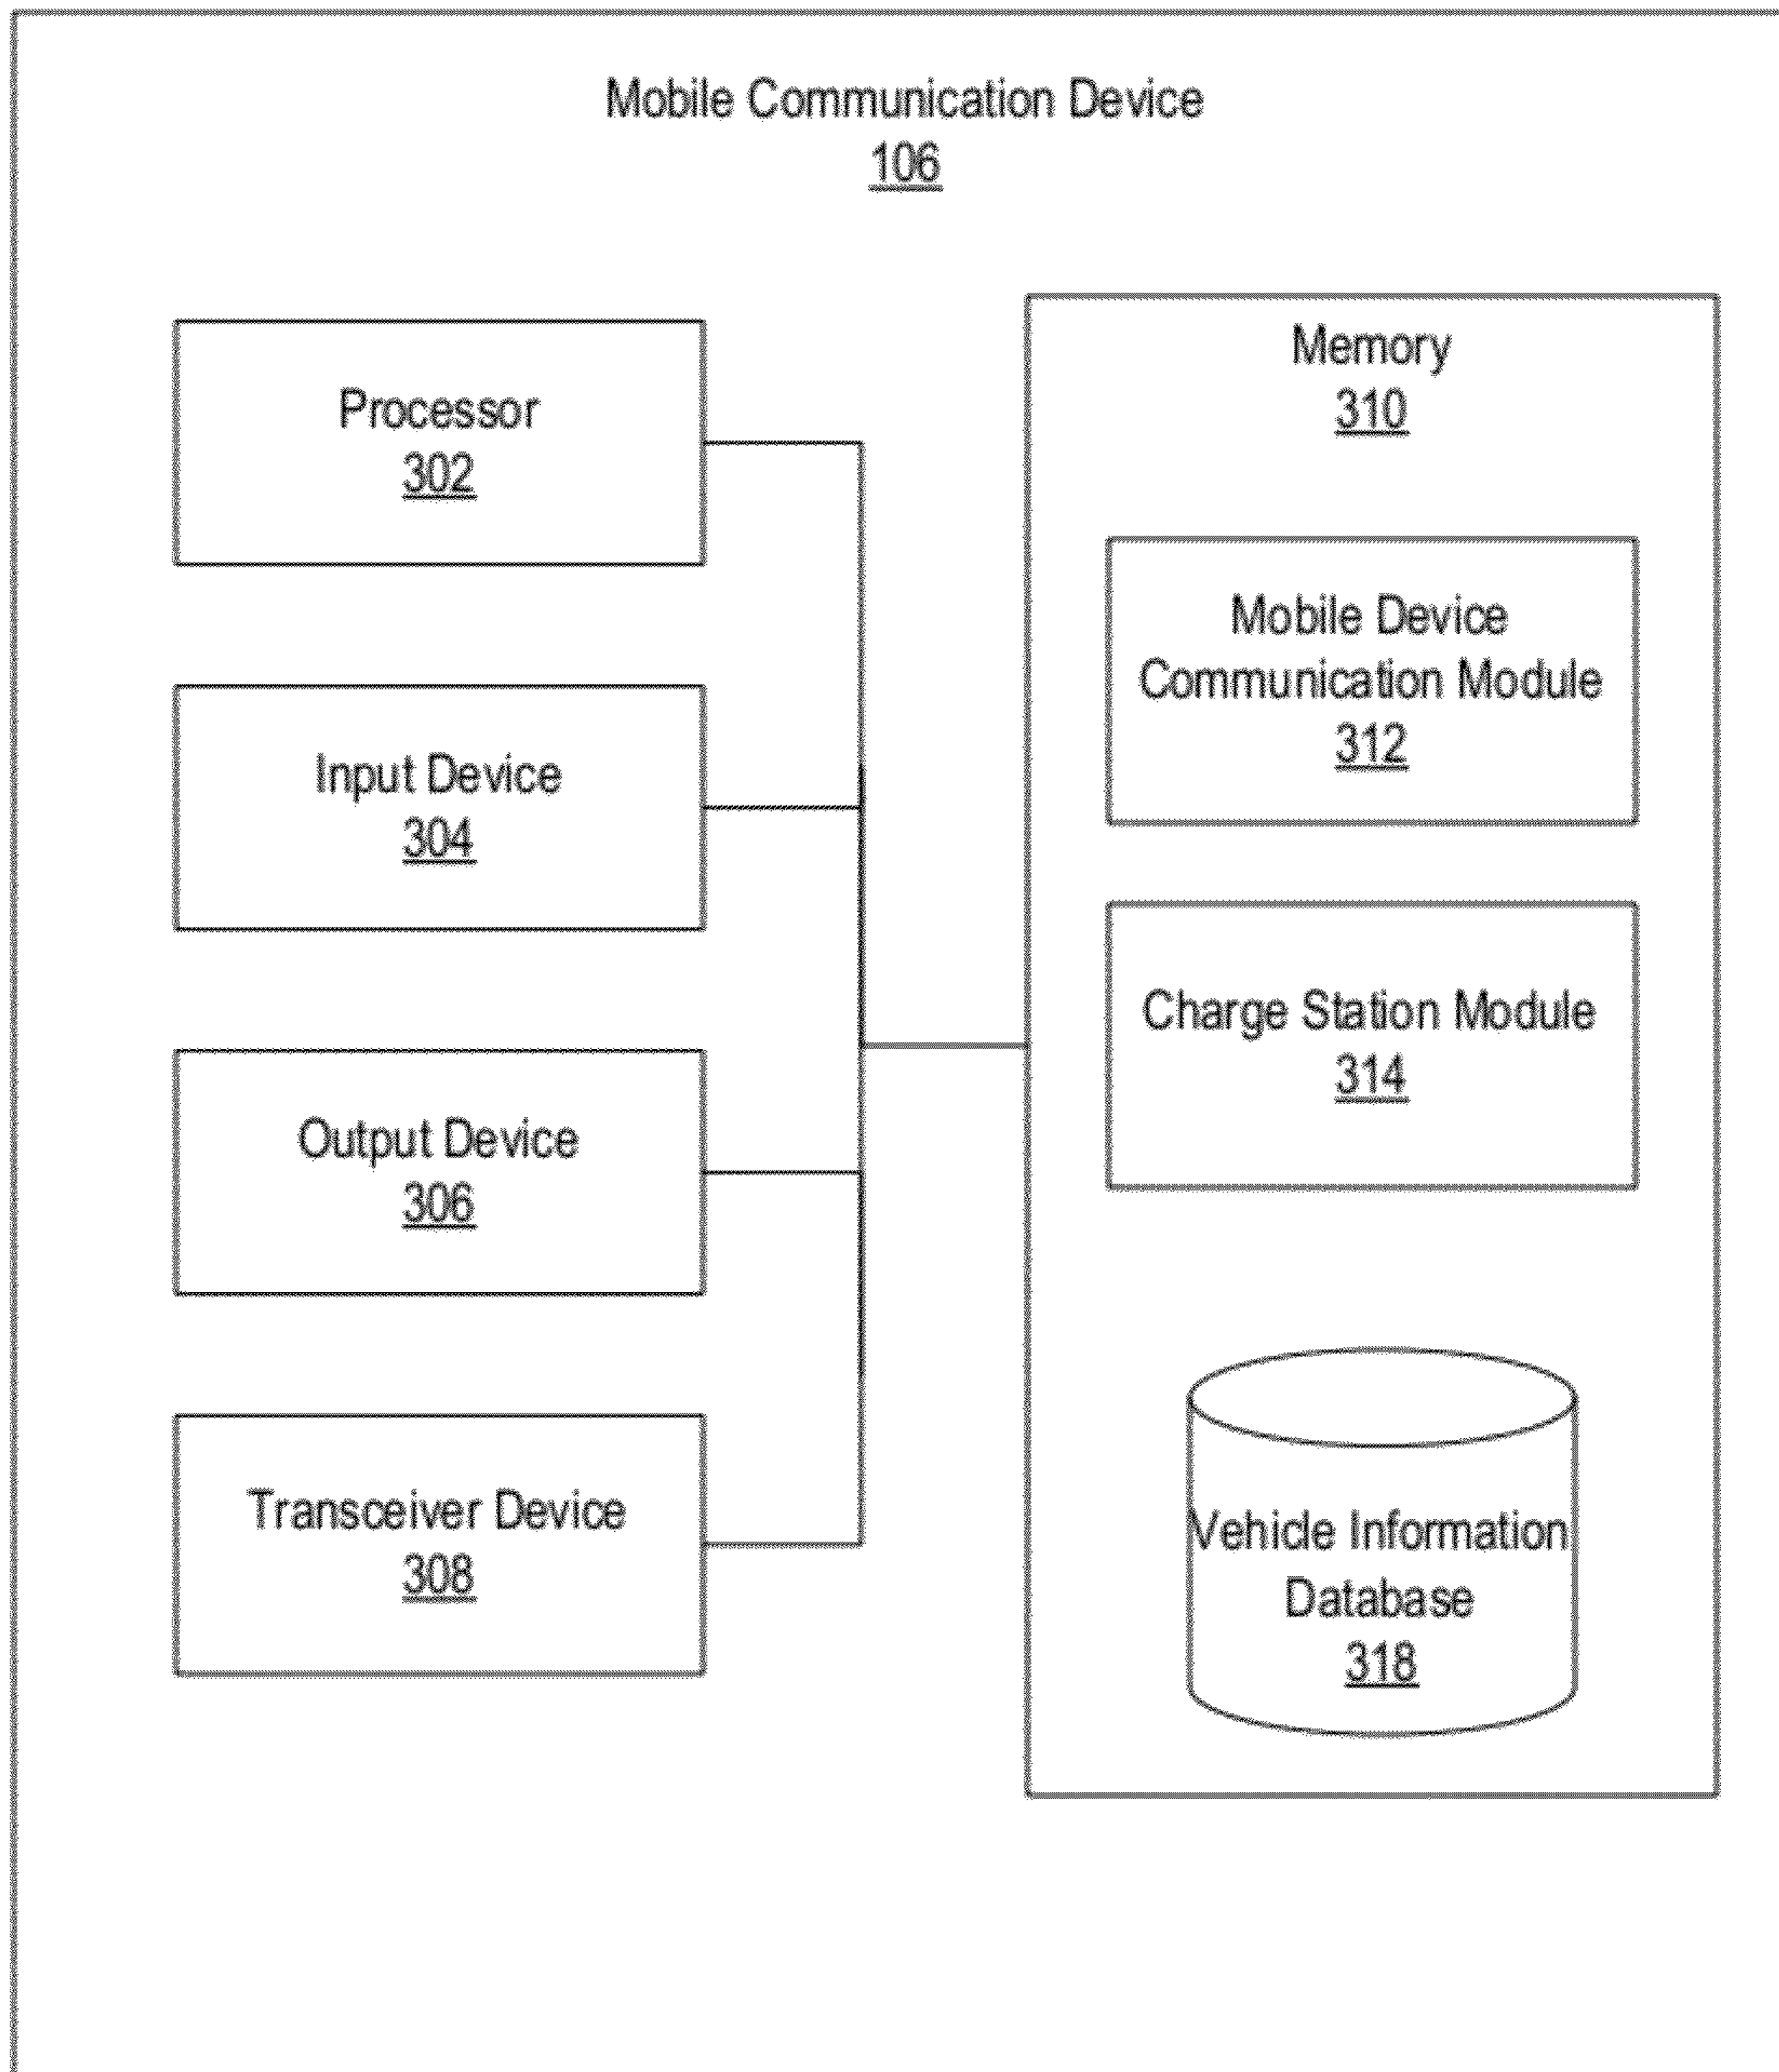 Mobile Communication Device
106
Processor
302
Input Device
304
Output Device
306
Transceiver Device
308
Memory
310
Mobile Device
Communication Module
312
Charge Station Module
314
Vehicle Information
Database
318